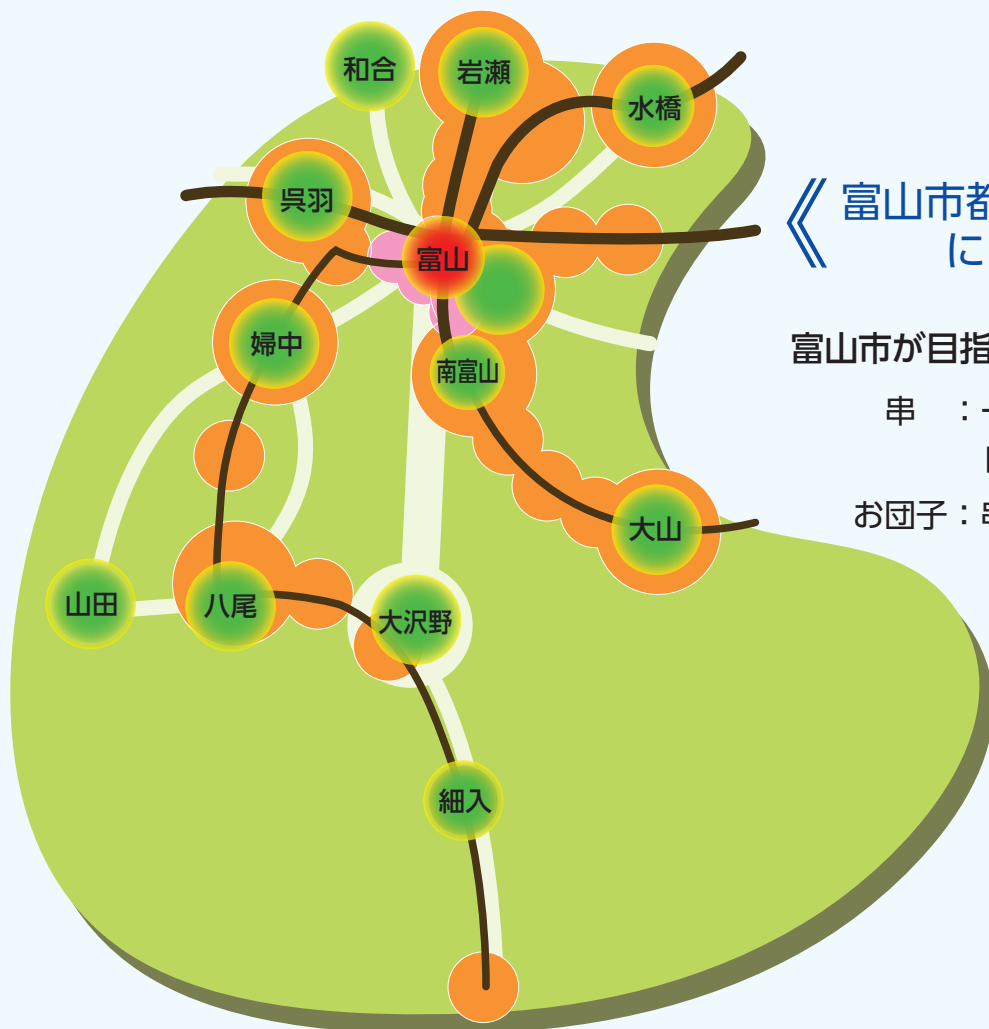 和合
岩瀬
水橋
呉羽
富山
婦中
南富山
大山
山田
八尾
大沢野
細入
《富山市都
に
富山市が目指
串　：
お団子：串